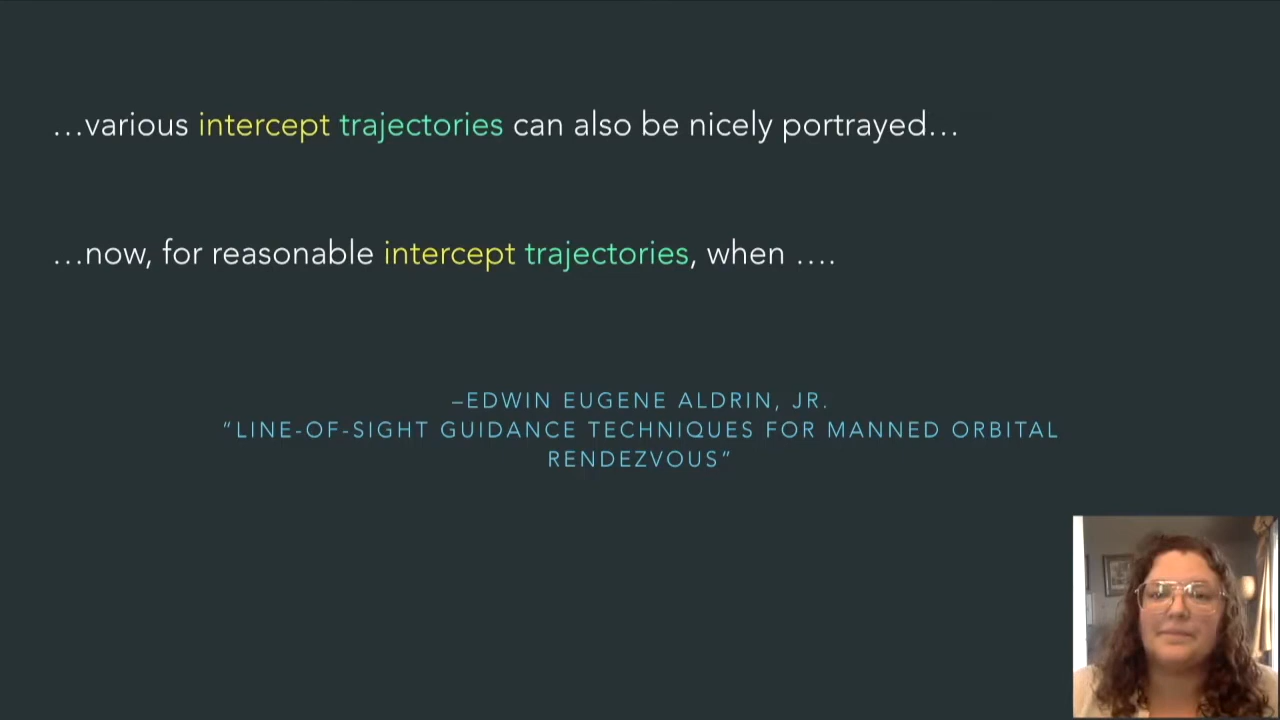 …various intercept trajectories can also be nicely portrayed…
…now, for reasonable intercept trajectories, when ….
–EDWIN EUGENE ALDRIN, JR.
"LINE-OF-SIGHT GUIDANCE TECHNIQUES FOR MANNED ORBITAL
RENDEZVOUS"